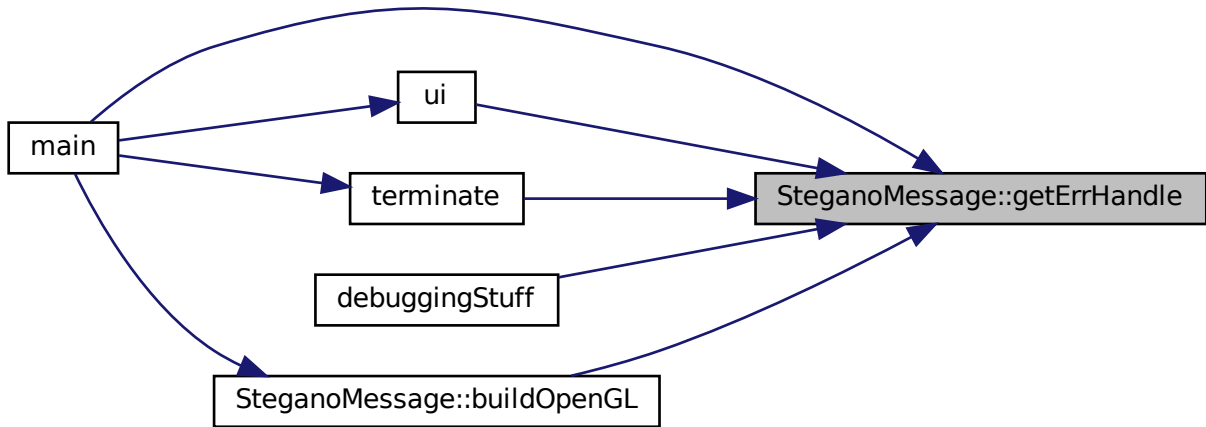 ui
main
terminate
SteganoMessage::getErrHandle
debuggingStuff
SteganoMessage::buildOpenGL